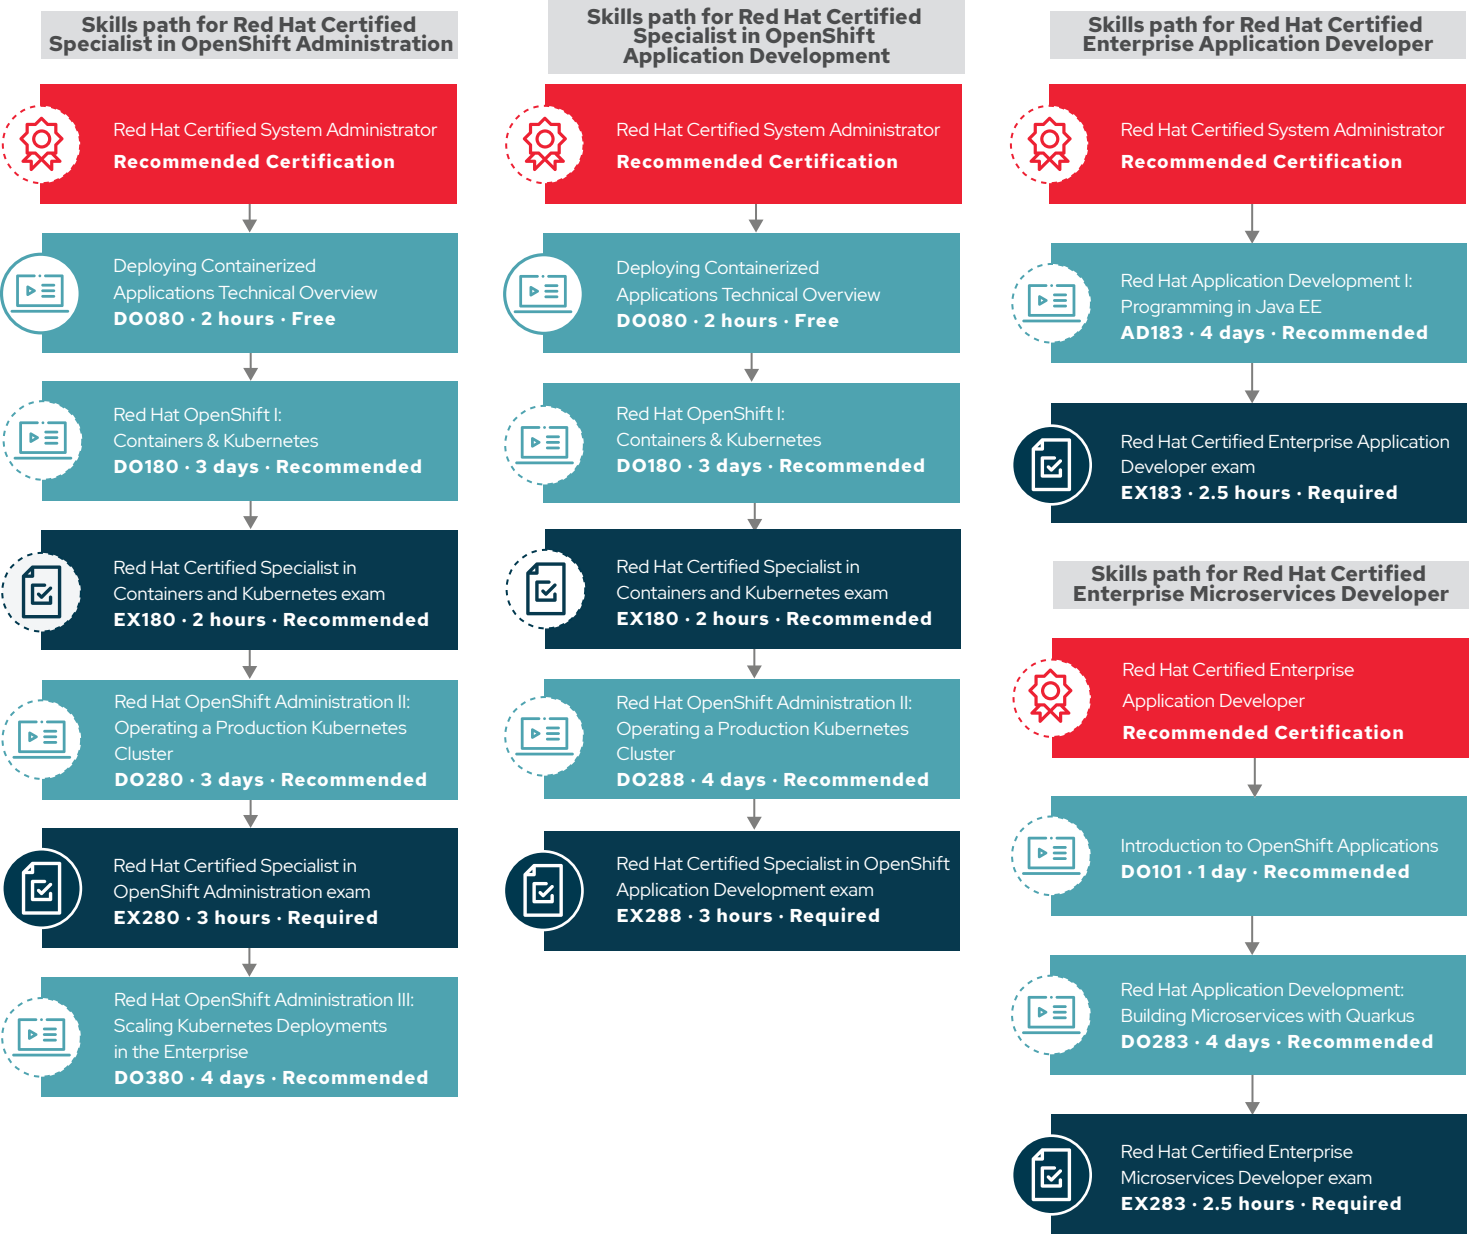 Skills path for Red Hat Certified
Specialist in OpenShift Administration
Red Hat Certified System Administrator
Recommended Certification
Deploying Containerized
Applications Technical Overview
DO080 · 2 hours · Free
Red Hat OpenShift I:
Containers & Kubernetes
DO180 · 3 days · Recommended
Red Hat Certified Specialist in
Containers and Kubernetes exam
EX180 · 2 hours · Recommended
Red Hat OpenShift Administration II:
Operating a Production Kubernetes
Cluster
DO280 · 3 days · Recommended
Red Hat Certified Specialist in
OpenShift Administration exam
EX280 · 3 hours · Required
Red Hat OpenShift Administration III:
Scaling Kubernetes Deployments
in the Enterprise
DO380 · 4 days · Recommended
Skills path for Red Hat Certified
Specialist in OpenShift
Application Development
Red Hat Certified System Administrator
Recommended Certification
Deploying Containerized
Applications Technical Overview
DO080 · 2 hours · Free
Red Hat OpenShift I:
Containers & Kubernetes
DO180 · 3 days · Recommended
Red Hat Certified Specialist in
Containers and Kubernetes exam
EX180 · 2 hours · Recommended
Red Hat OpenShift Administration II:
Operating a Production Kubernetes
Cluster
DO288 · 4 days · Recommended
Red Hat Certified Specialist in OpenShift
Application Development exam
EX288 · 3 hours · Required
Skills path for Red Hat Certified
Enterprise Application Developer
Red Hat Certified System Administrator
Recommended Certification
Red Hat Application Development I:
Programming in Java EE
AD183 · 4 days · Recommended
Red Hat Certified Enterprise Application
Developer exam
EX183 · 2.5 hours · Required
Skills path for Red Hat Certified
Enterprise Microservices Developer
Red Hat Certified Enterprise
Application Developer
Recommended Certification
Introduction to OpenShift Applications
DO101 · 1 day · Recommended
Red Hat Application Development:
Building Microservices with Quarkus
DO283 · 4 days · Recommended
Red Hat Certified Enterprise
Microservices Developer exam
EX283 · 2.5 hours · Required